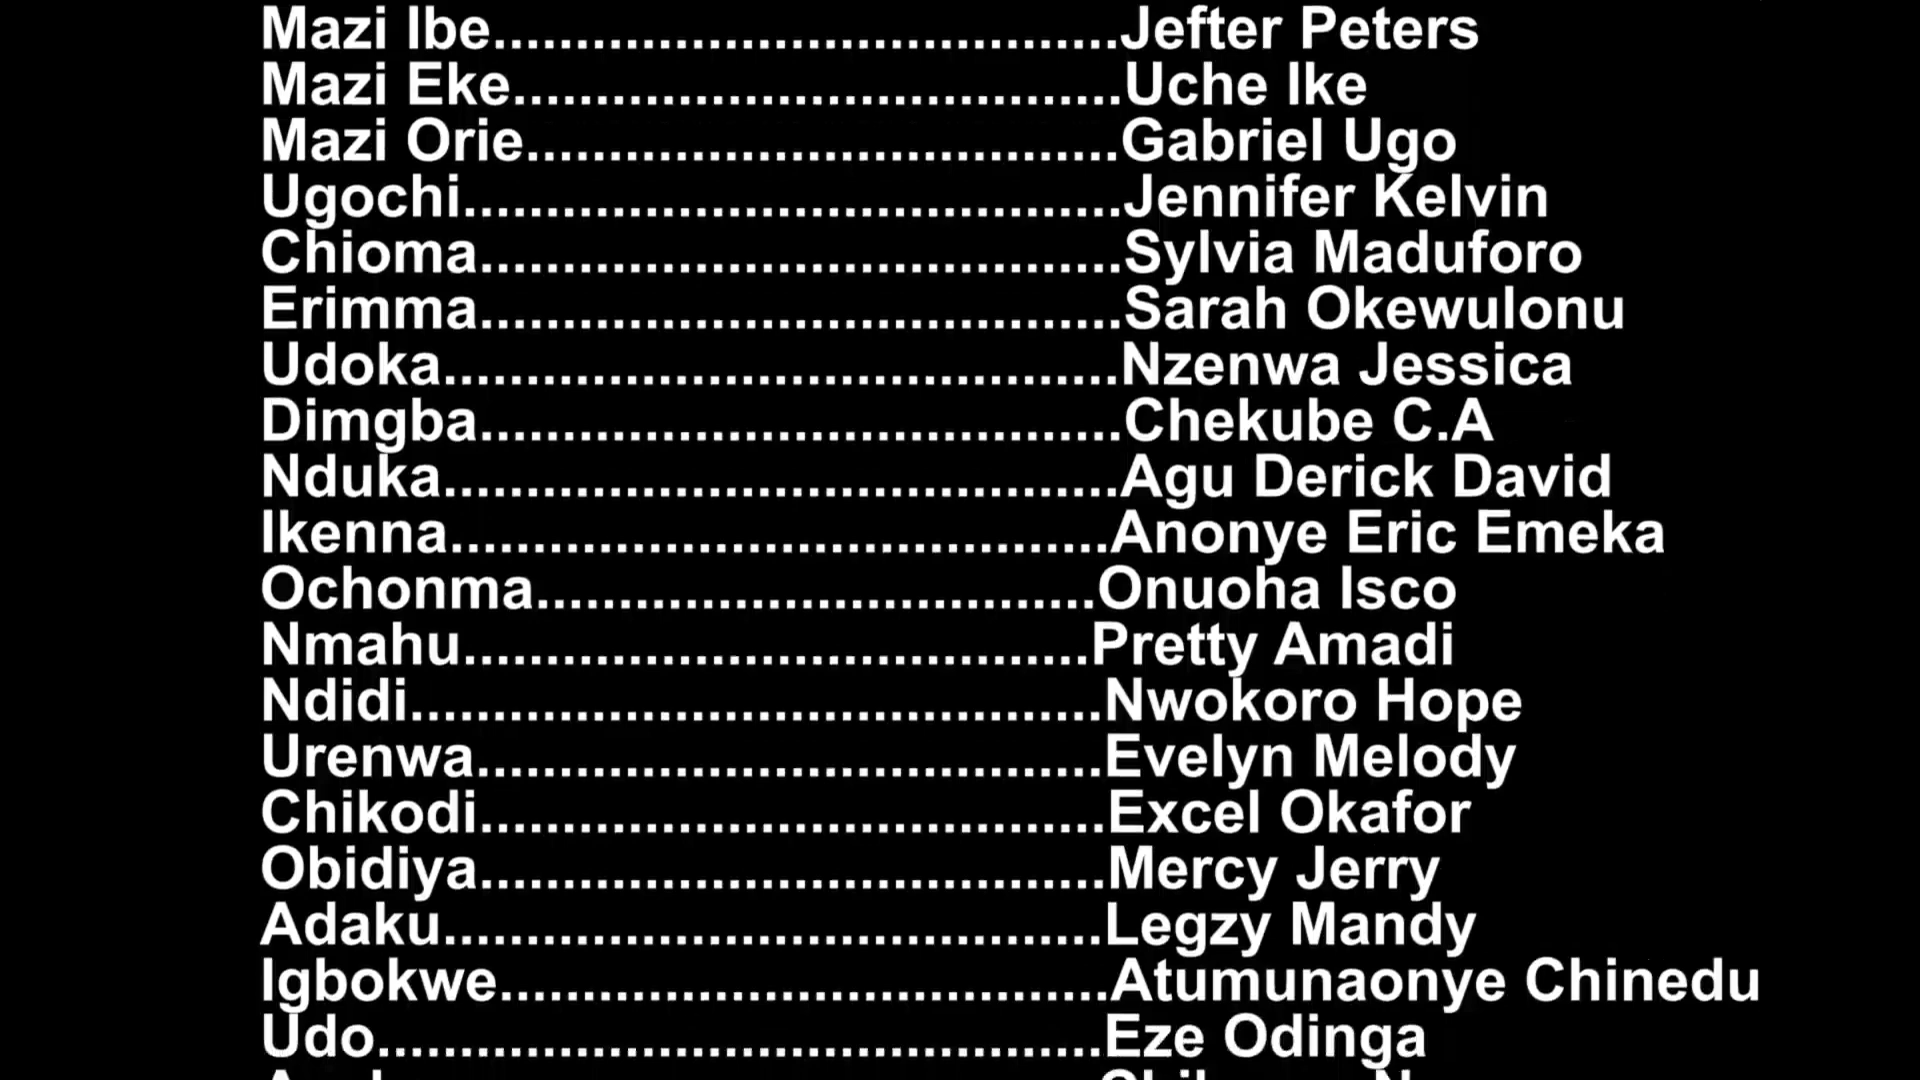 Mazi Ibe......................................Jefter Peters
Mazi Eke.....................................Uche Ike
Mazi Orie....................................Gabriel Ugo
Ugochi........................................Jennifer Kelvin
Chioma.......................................Sylvia Maduforo
Erimma.......................................Sarah Okewulonu
Udoka.........................................Nzenwa Jessica
Dimgba.......................................Chekube C.A
Nduka.........................................Agu Derick David
Ikenna........................................Anonye Eric Emeka
Ochonma..................................Onuoha Isco
Nmahu......................................Pretty Amadi
Ndidi..........................................Nwokoro Hope
Urenwa......................................Evelyn Melody
Chikodi......................................Excel Okafor
Obidiya......................................Mercy Jerry
Adaku........................................Legzy Mandy
Igbokwe.....................................Atumunaonye Chinedu
Udo............................................Eze Odinga